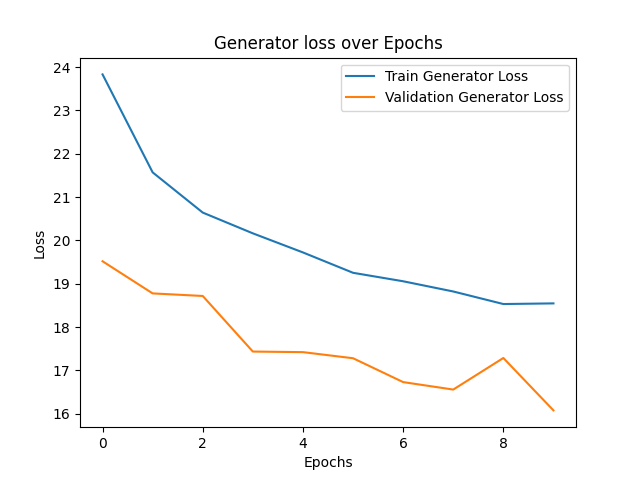 Generator loss over Epochs
Train Generator Loss
Validation Generator Loss
24
23
22
21
20
19
18
17
16
Loss
0 2 4 6 8
Epochs